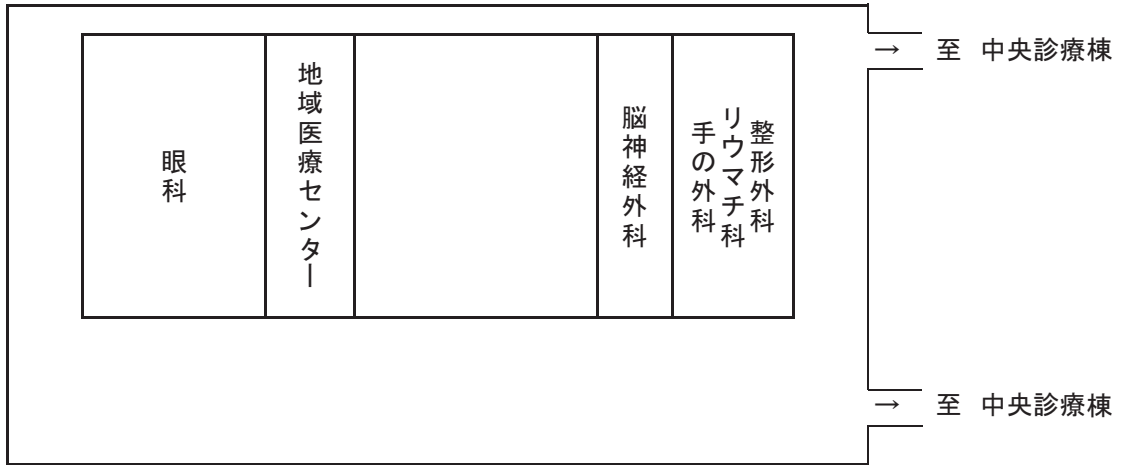 → 至 中央診療棟
眼科
地域医療センター
脳神経外科
整形外科
リウマチ科
手の外科
→ 至 中央診療棟